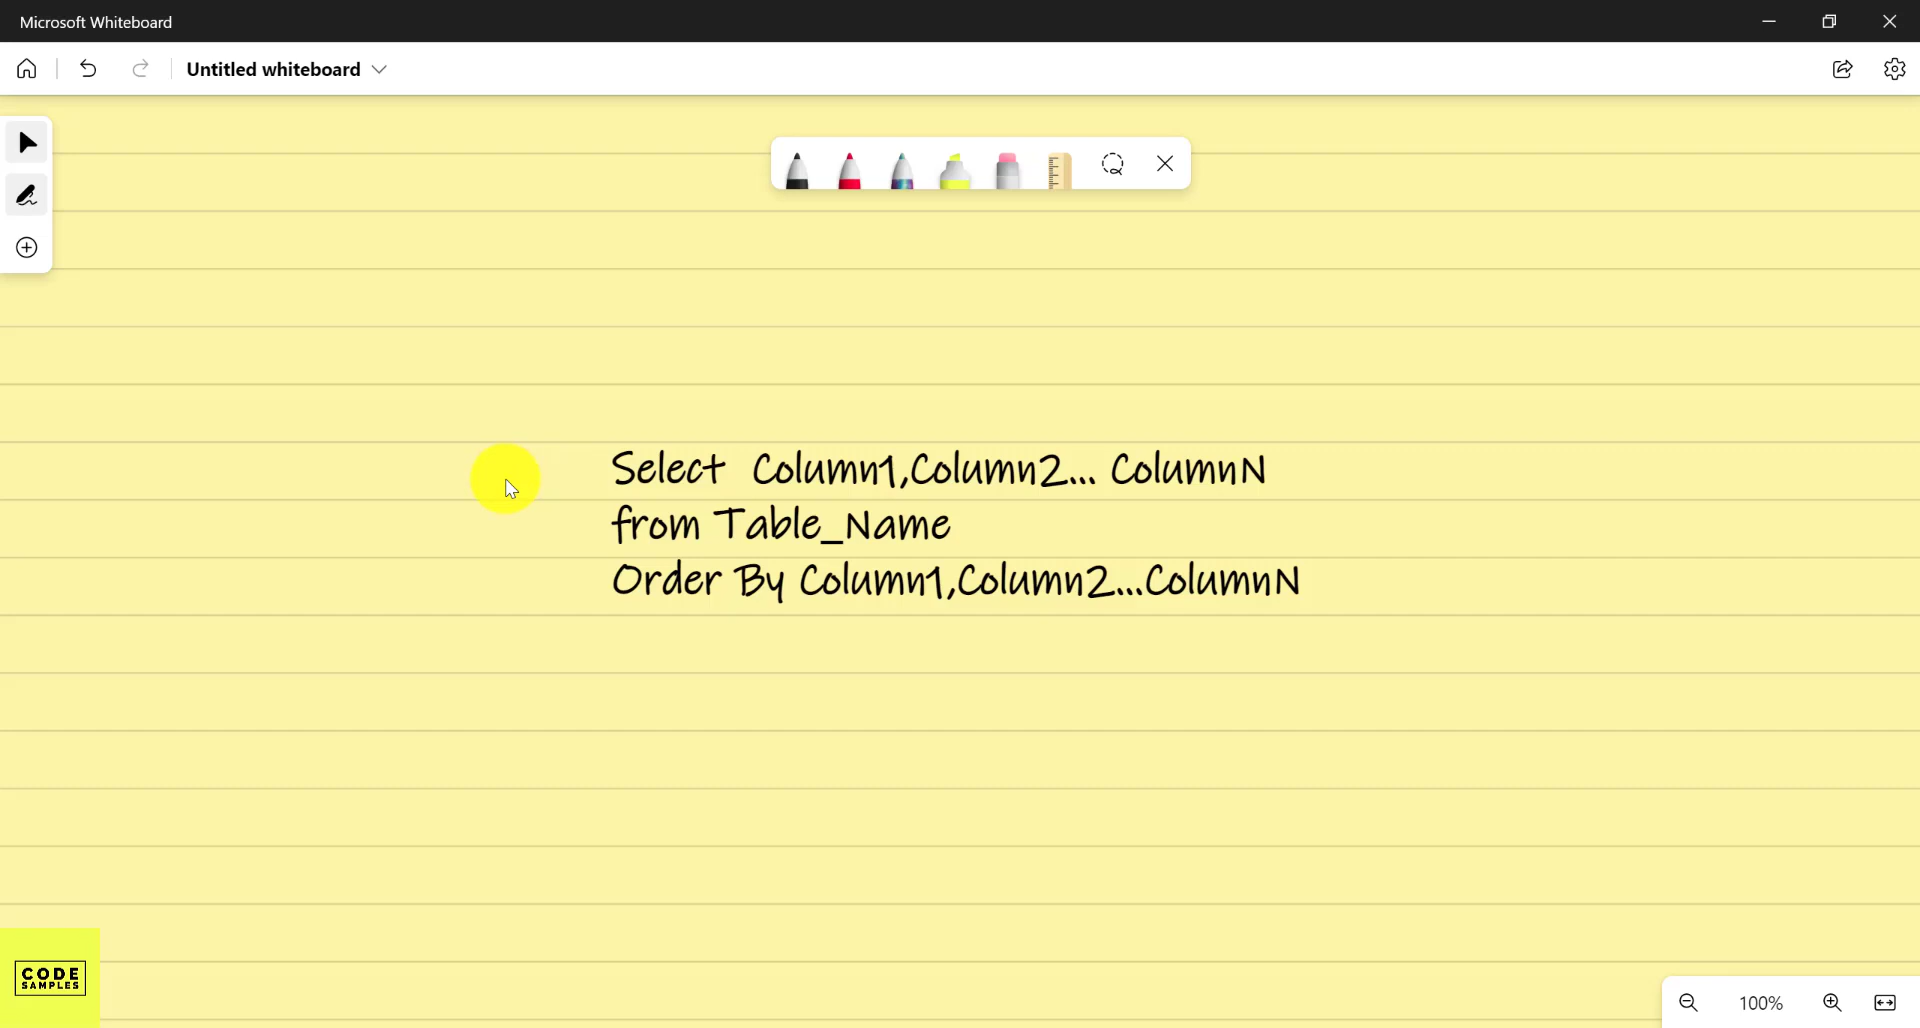 Microsoft Whiteboard
Untitled whiteboard
Select Column1,Column2... ColumnN
from Table_Name
Order By Column1,Column2...ColumnN
CODE
SAMPLES
100%